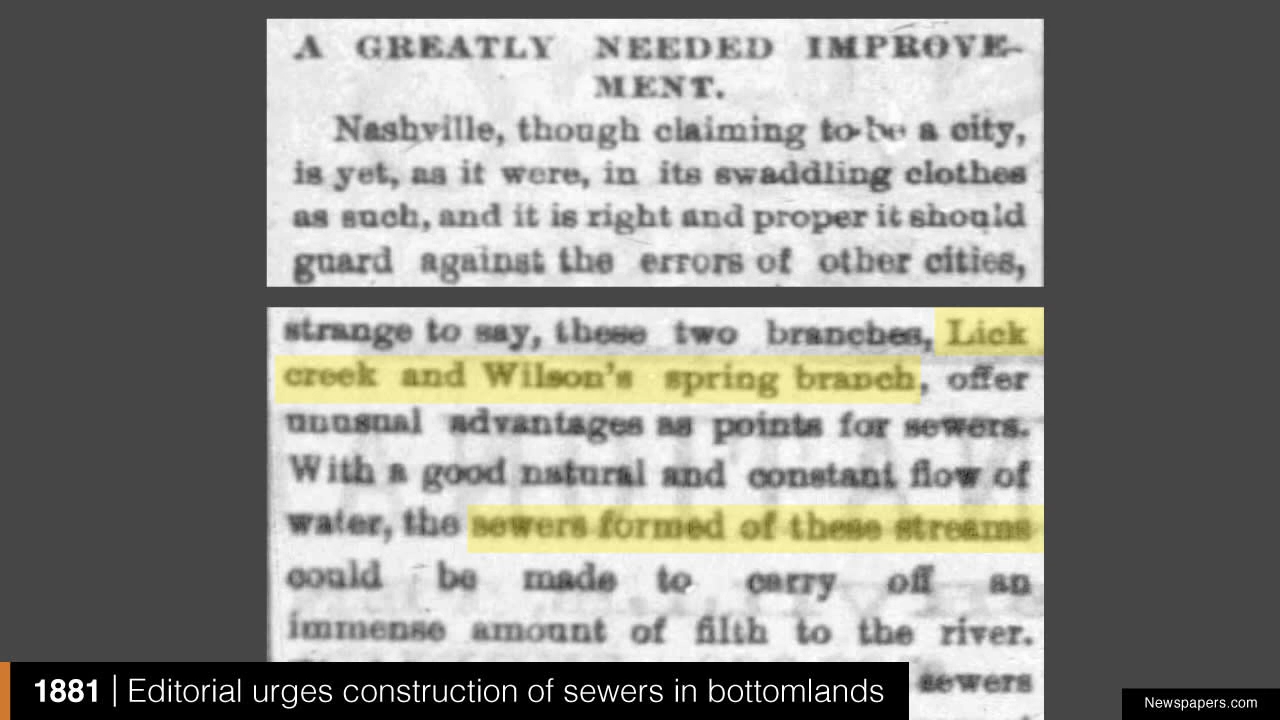 A GREATLY NEEDED IMPROVE-
MENT.
Nashville, though claiming to be a city,
is yet, as it were, in its swaddling clothes
as such, and it is right and proper it should
guard against the errors of other cities,
strange to say, these two branches, Lick
creek and Wilson's spring branch, offer
unusual advantages as points for sewers.
With a good natural and constant flow of
water, the sewers formed of these streams
could be made to carry off an
immense amount of filth to the river.
sewers
1881 | Editorial urges construction of sewers in bottomlands
Newspapers.com